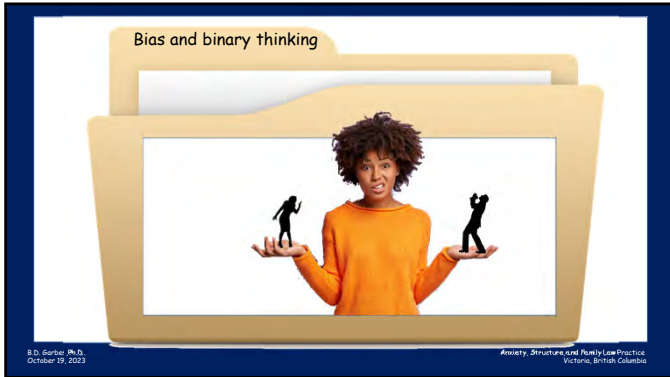 Bias and binary thinking
B.D. Garber Ph.D.
October 19, 2023
Anxiety, Structure, and Family Law Practice
Victoria, British Columbia